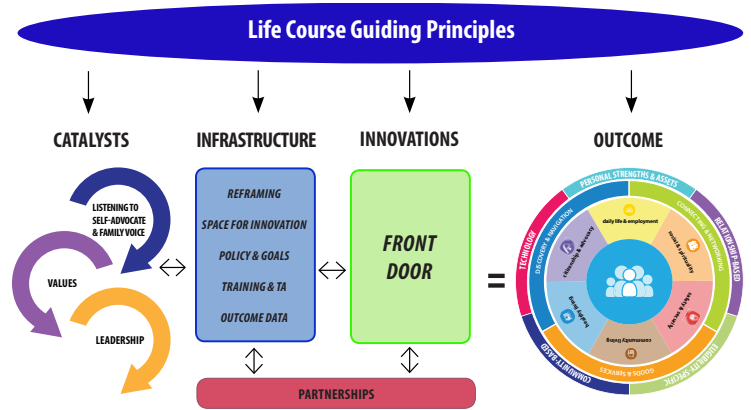 Life Course Guiding Principles
CATALYSTS
INFRASTRUCTURE
INNOVATIONS
OUTCOME
LISTENING TO
SELF-ADVOCATE
& FAMILY VOICE
VALUES
LEADERSHIP
REFRAMING
SPACE FOR INNOVATION
POLICY & GOALS
TRAINING & TA
OUTCOME DATA
FRONT
DOOR
PARTNERSHIPS
=
PERSONAL STRENGTHS & ASSETS
TECHNOLOGY
RELATIONSHIP-BASED
COMMUNITY-BASED
ELIGIBILITY-SPECIFIC
DISCOVERY & NAVIGATION
CONNECTING & NETWORKING
GOODS & SERVICES
daily life & employment
social & spirituality
safety & security
community living
healthy living
citizenship & advocacy